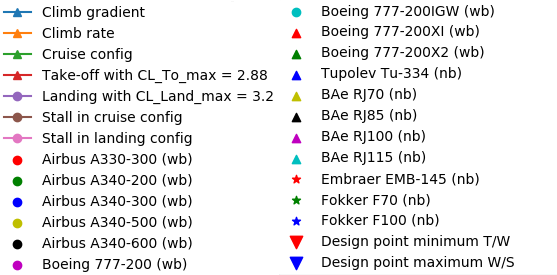 Climb gradient
Climb rate
Cruise config
Take-off with CL_To_max = 2.88
Landing with CL_Land_max = 3.2
Stall in cruise config
Stall in landing config
Airbus A330-300 (wb)
Airbus A340-200 (wb)
Airbus A340-300 (wb)
Airbus A340-500 (wb)
Airbus A340-600 (wb)
Boeing 777-200 (wb)
Boeing 777-200IGW (wb)
Boeing 777-200XI (wb)
Boeing 777-200X2 (wb)
Tupolev Tu-334 (nb)
BAe RJ70 (nb)
BAe RJ85 (nb)
BAe RJ100 (nb)
BAe RJ115 (nb)
Embraer EMB-145 (nb)
Fokker F70 (nb)
Fokker F100 (nb)
Design point minimum T/W
Design point maximum W/S